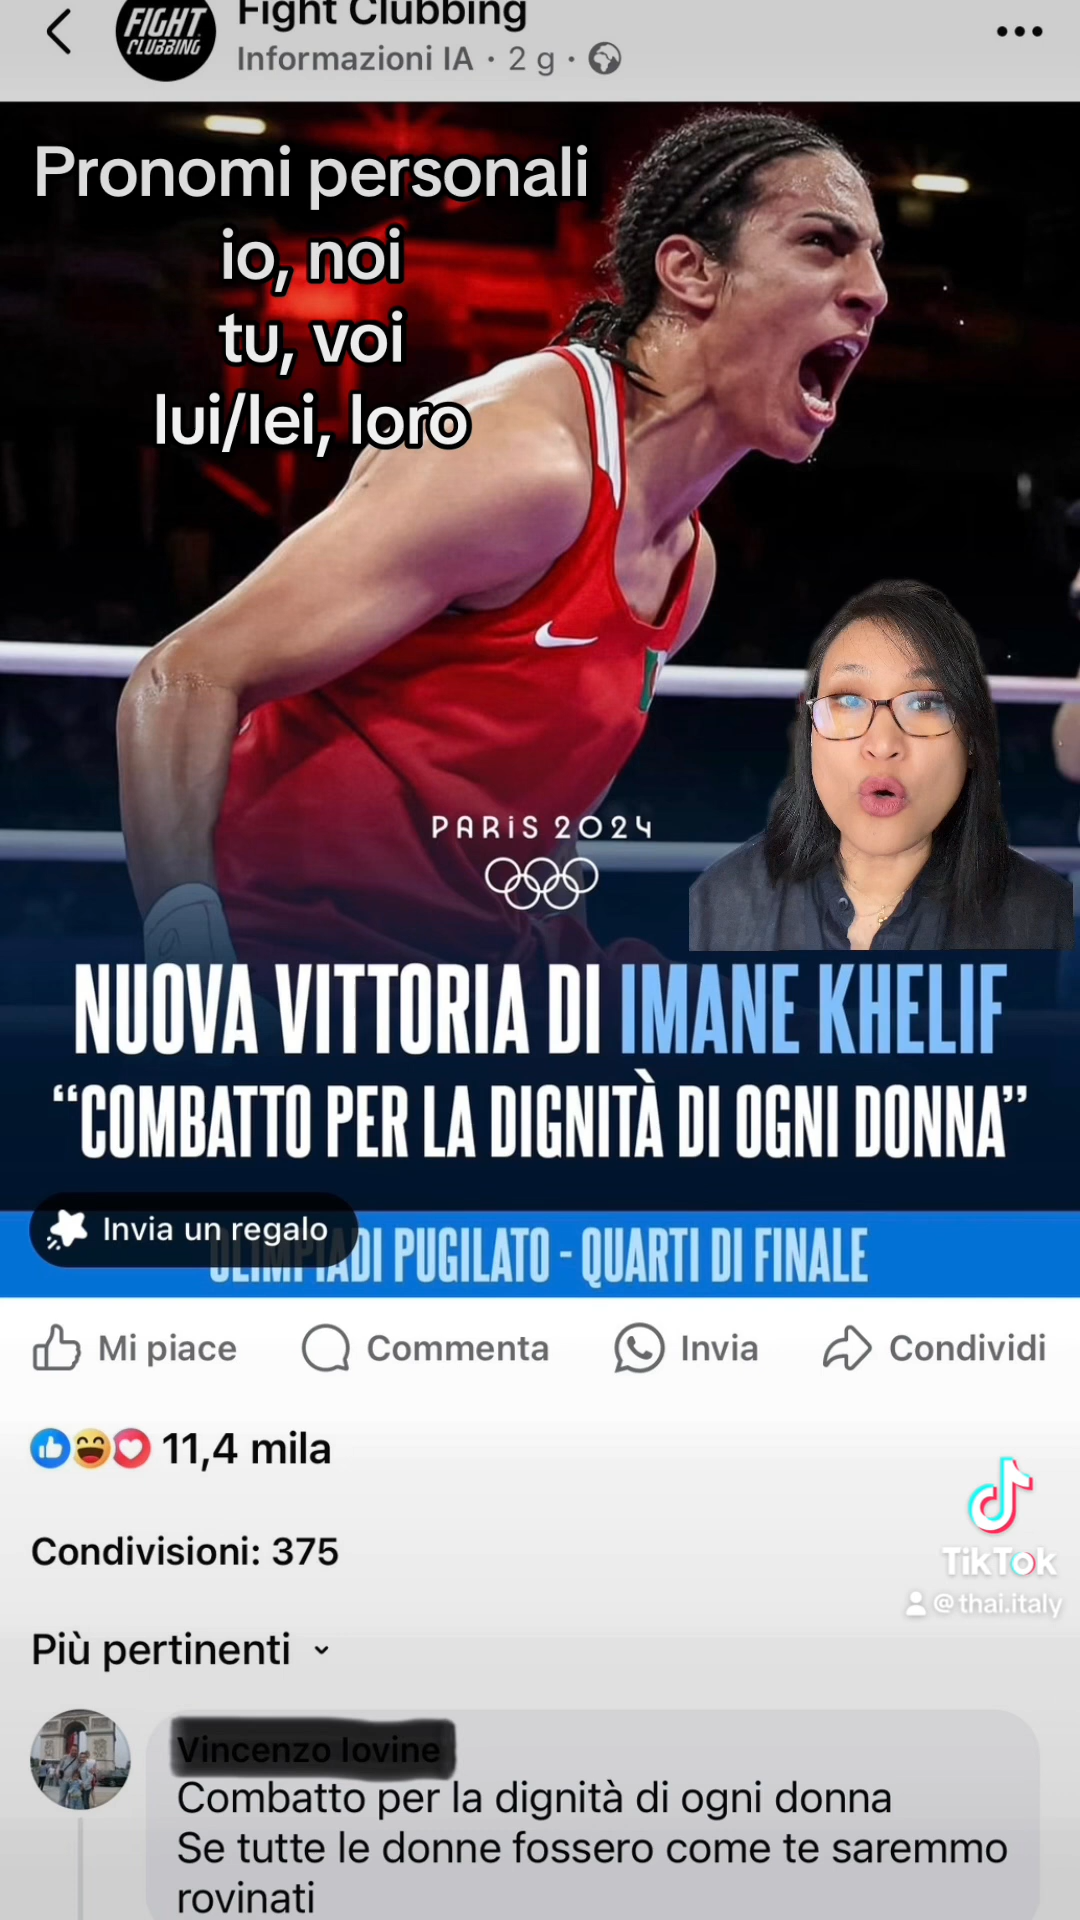 FIGHT
CLUBBING
Fight Clubbing
Informazioni IA · 2 g ·
Pronomi personali
io, noi
tu, voi
lui/lei, loro
PARIS 2024
NUOVA VITTORIA DI IMANE KHELIF
“COMBATTO PER LA DIGNITÀ DI OGNI DONNA”
Invia un regalo
OLIMPIADI PUGILATO - QUARTI DI FINALE
Mi piace
Commenta
Invia
Condividi
11,4 mila
Condivisioni: 375
TikTok
@thai.italy
Più pertinenti
Vincenzo Iovine
Combatto per la dignità di ogni donna
Se tutte le donne fossero come te saremmo
rovinati